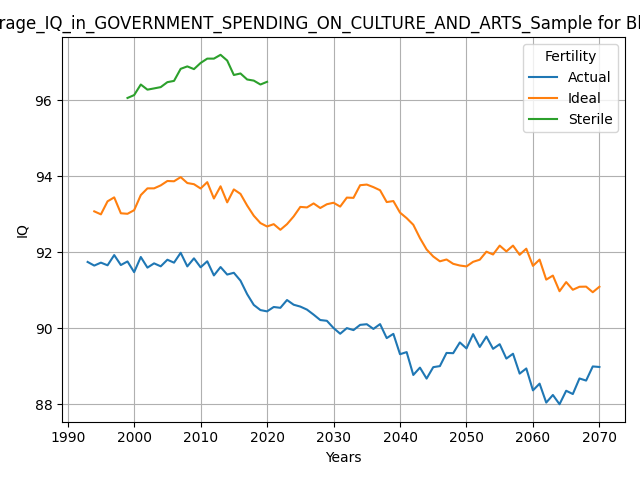 rage_IQ_in_GOVERNMENT_SPENDING_ON_CULTURE_AND_ARTS_Sample for Bl
Fertility
Actual
Ideal
Sterile
96
94
92
90
88
IQ
1990 2000 2010 2020 2030 2040 2050 2060 2070
Years